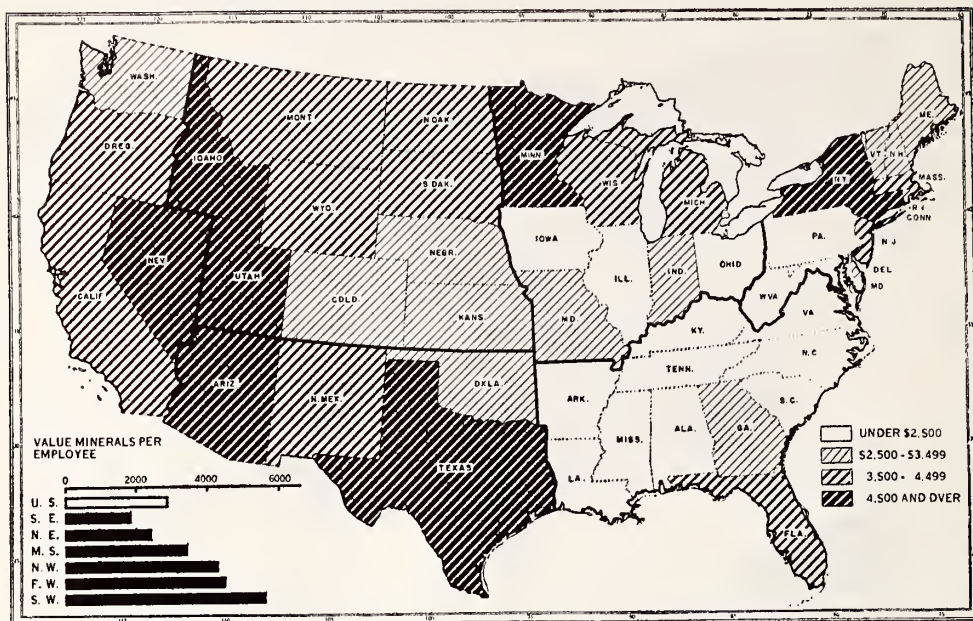 WASH.
MONT.
N.DAK.
MINN.
ME.
OREG.
IDAHO
WIS.
VT.
N.H.
N.Y.
MASS.
S.DAK.
WYO.
MICH.
R.I.
CONN
NEBR.
IOWA
PA.
N J
NEV.
UTAH
IND.
OHIO
DEL
ILL.
MD
COLD.
CALIF
KANS.
MD.
W.VA
VA.
KY.
N.C
TENN.
ARIZ
N.MEX.
OKLA.
ARK.
S.C.
MISS.
ALA.
GA.
TEXAS
LA.
FLA.
VALUE MINERALS PER
EMPLOYEE
0 2000 4000 6000
U. S.
S. E.
N. E.
M. S.
N. W.
F. W.
S. W.
UNDER $2,500
$2,500 - $3,499
3,500 - 4,499
4,500 AND OVER